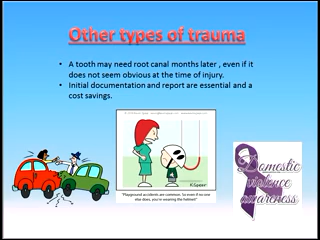 Other types of trauma
• A tooth may need root canal months later , even if it
does not seem obvious at the time of injury.
• Initial documentation and report are essential and a
cost savings.
K.Speer
"Playground accidents are common. So even if no one
else does, you're wearing the helmet!"
Domestic
violence
awareness